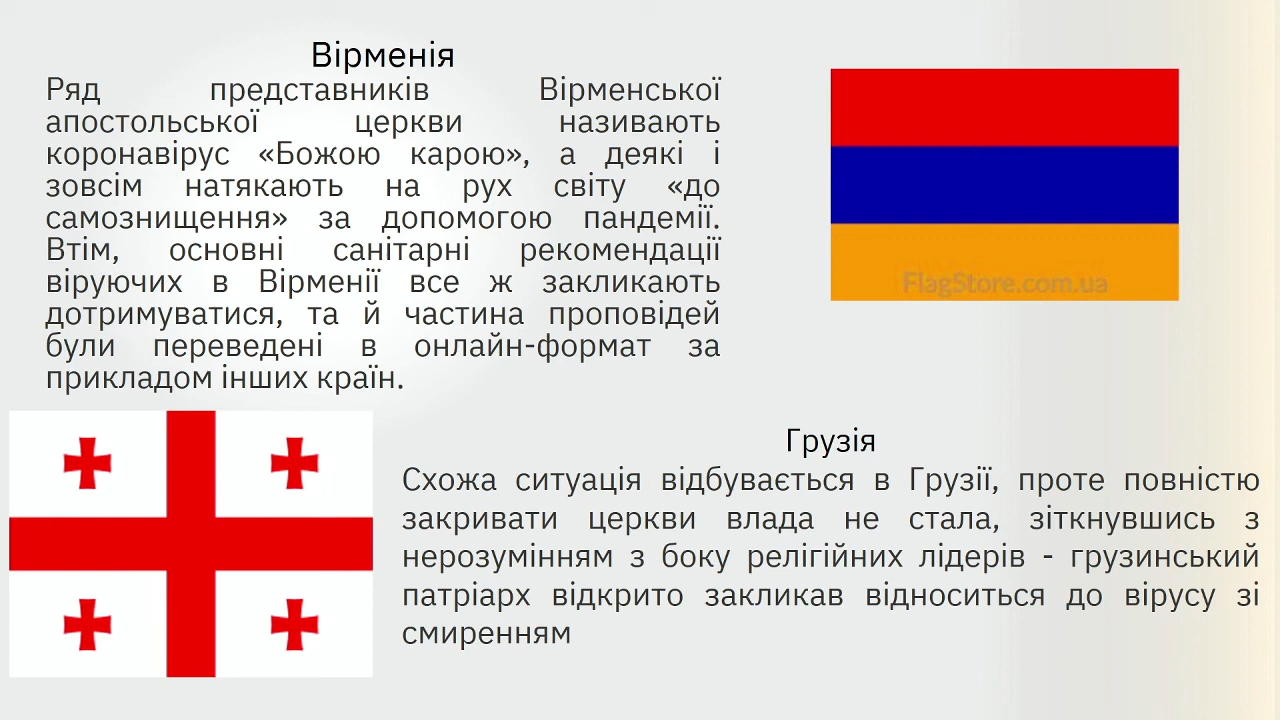 Вірменія
Ряд представників Вірменської
апостольської церкви називають
коронавірус «Божою карою», а деякі і
зовсім натякають на рух світу «до
самознищення» за допомогою пандемії.
Втім, основні санітарні рекомендації
віруючих в Вірменії все ж закликають
дотримуватися, та й частина проповідей
були переведені в онлайн-формат за
прикладом інших країн.
FlagStore.com.ua
Грузія
Схожа ситуація відбувається в Грузії, проте повністю
закривати церкви влада не стала, зіткнувшись з
нерозумінням з боку релігійних лідерів - грузинський
патріарх відкрито закликав відноситься до вірусу зі
смиренням